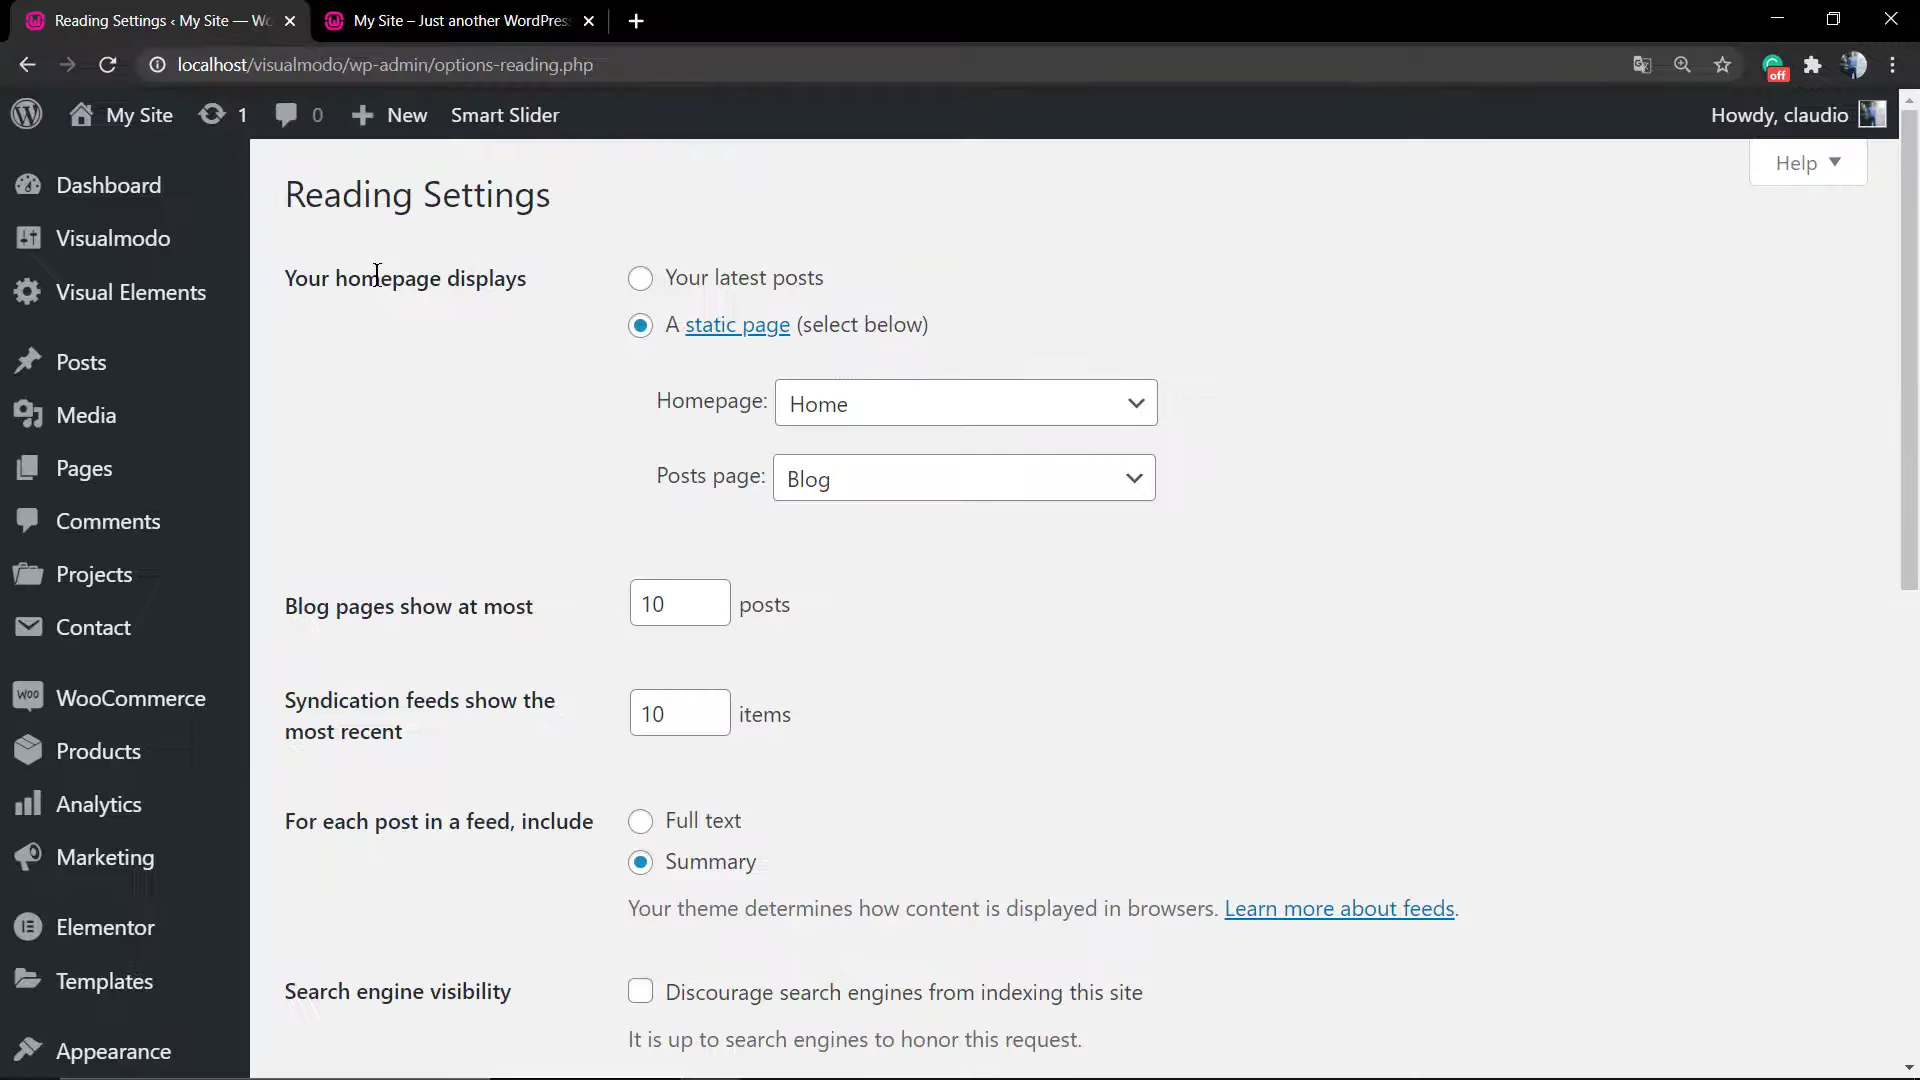 Reading Settings ‹ My Site — Wo
My Site – Just another WordPress
localhost/visualmodo/wp-admin/options-reading.php
off
My Site
1
0
New
Smart Slider
Howdy, claudio
Help
Dashboard
Visualmodo
Visual Elements
Posts
Media
Pages
Comments
Projects
Contact
WooCommerce
Products
Analytics
Marketing
Elementor
Templates
Appearance
Reading Settings
Your homepage displays
Your latest posts
A static page (select below)
Homepage: Home
Posts page: Blog
Blog pages show at most
10 posts
Syndication feeds show the
most recent
10 items
For each post in a feed, include
Full text
Summary
Your theme determines how content is displayed in browsers. Learn more about feeds.
Search engine visibility
Discourage search engines from indexing this site
It is up to search engines to honor this request.